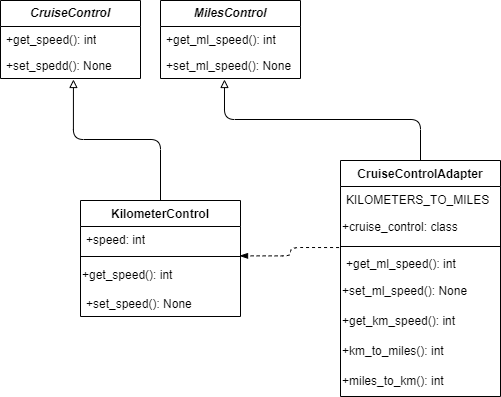 CruiseControl
+get_speed(): int
+set_spedd(): None
MilesControl
+get_ml_speed(): int
+set_ml_speed(): None
KilometerControl
+speed: int
+get_speed(): int
+set_speed(): None
CruiseControlAdapter
KILOMETERS_TO_MILES
+cruise_control: class
+get_ml_speed(): int
+set_ml_speed(): None
+get_km_speed(): int
+km_to_miles(): int
+miles_to_km(): int